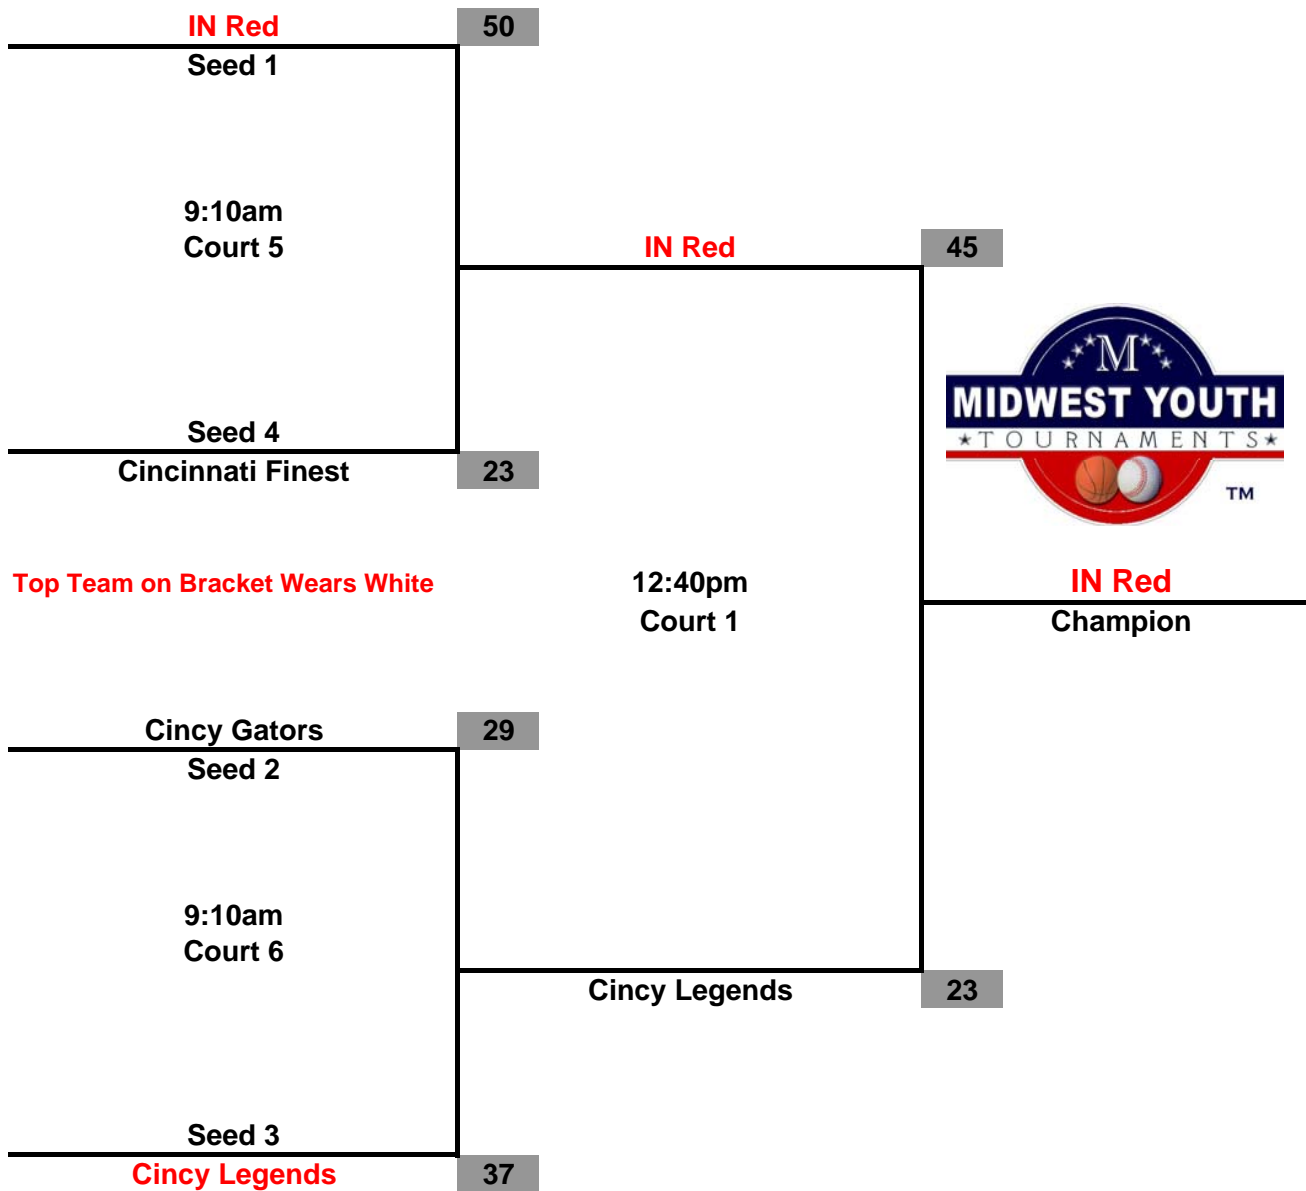 IN Red 50
Seed 1
9:10am
Court 5
IN Red 45
M
MIDWEST YOUTH
★TOURNAMENTS★
TM
Seed 4
Cincinnati Finest 23
Top Team on Bracket Wears White
12:40pm
Court 1
IN Red
Champion
Cincy Gators 29
Seed 2
9:10am
Court 6
Cincy Legends 23
Seed 3
Cincy Legends 37